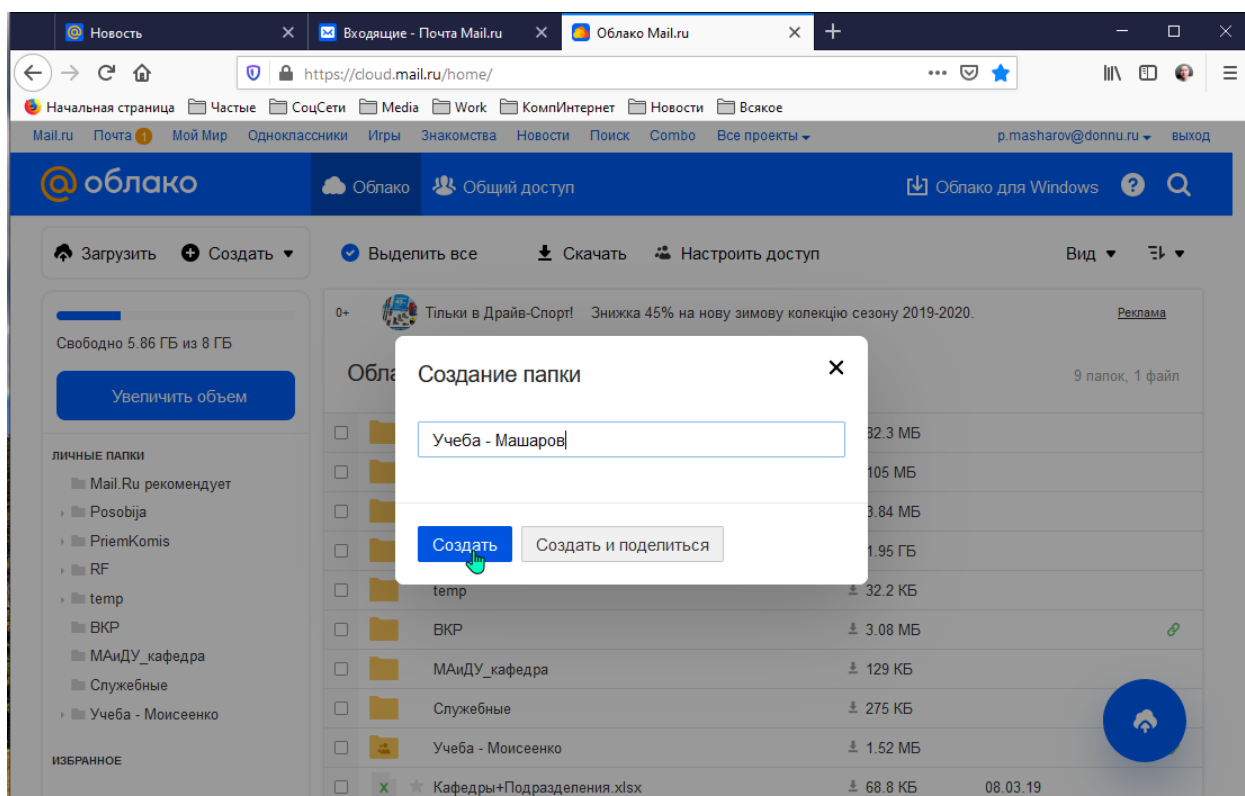 Новость
Входящие - Почта Mail.ru
Облако Mail.ru
https://cloud.mail.ru/home/
Начальная страница Частые СоцСети Media Work КомпИнтернет Новости Всякое
Mail.ru Почта 1 Мой Мир Одноклассники Игры Знакомства Новости Поиск Combo Все проекты p.masharov@donnu.ru выход
@ облако Облако Общий доступ Облако для Windows ?
Загрузить Создать Выделить все Скачать Настроить доступ Вид
0+ Тільки в Драйв-Спорт! Знижка 45% на нову зимову колекцію сезону 2019-2020. Реклама
Свободно 5.86 ГБ из 8 ГБ
Увеличить объем
Обла
9 папок, 1 файл
Создание папки
Учеба - Машаров
Создать Создать и поделиться
ЛИЧНЫЕ ПАПКИ
Mail.Ru рекомендует
Posobija
PriemKomis
RF
temp
ВКР
МАиДУ_кафедра
Служебные
Учеба - Моисеенко
ИЗБРАННОЕ
82.3 МБ
105 МБ
3.84 МБ
1.95 ГБ
temp 32.2 КБ
ВКР 3.08 МБ
МАиДУ_кафедра 129 КБ
Служебные 275 КБ
Учеба - Моисеенко 1.52 МБ
X Кафедры+Подразделения.xlsx 68.8 КБ 08.03.19